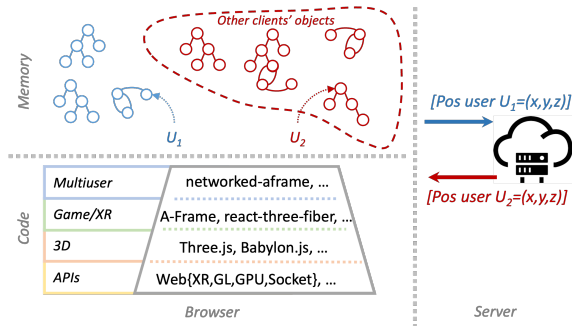 Other clients' objects
Memory
U1
U2
[Pos user U1=(x,y,z)]
[Pos user U2=(x,y,z)]
Code
Multiuser
networked-aframe, ...
Game/XR
A-Frame, react-three-fiber, ...
3D
Three.js, Babylon.js, ...
APIs
Web{XR,GL,GPU,Socket}, ...
Browser
Server